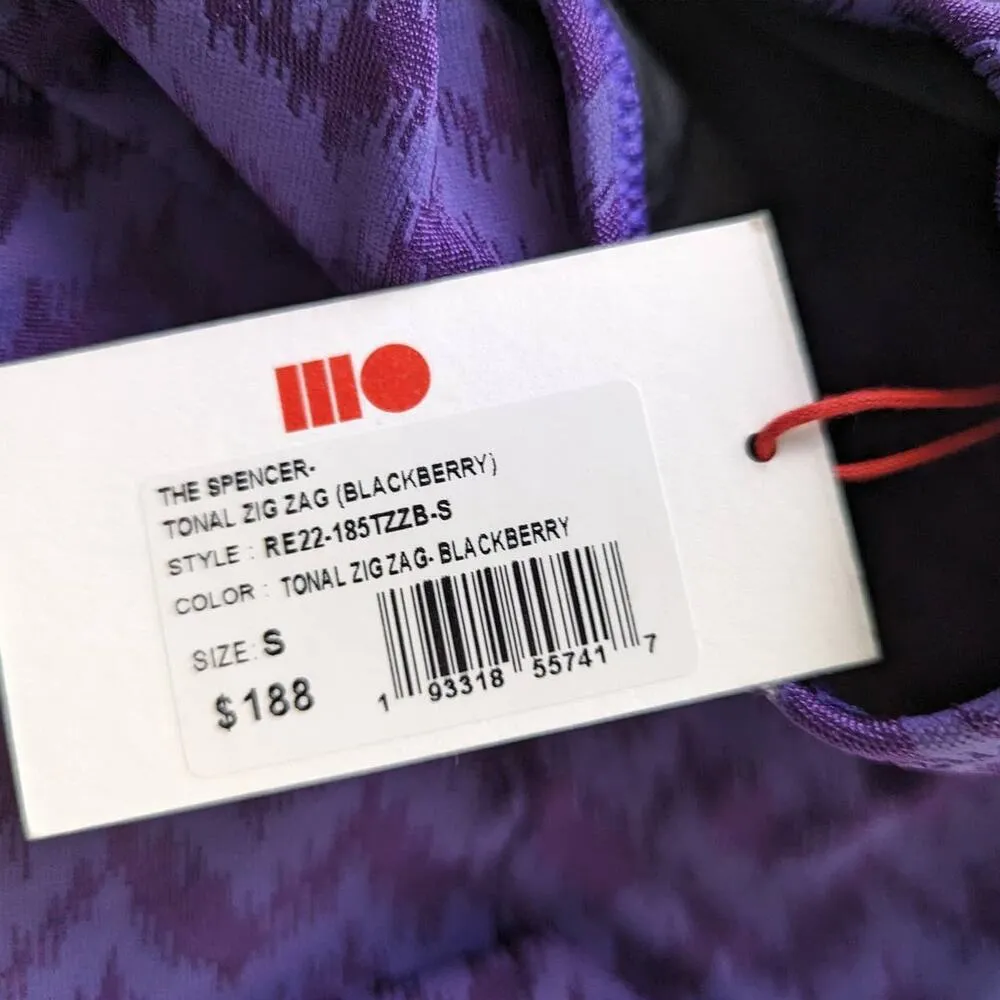 THE SPENCER-
TONAL ZIG ZAG (BLACKBERRY)
STYLE : RE22-185TZZB-S
COLOR : TONAL ZIG ZAG- BLACKBERRY
SIZE: S
$188
1 93318 55741 7